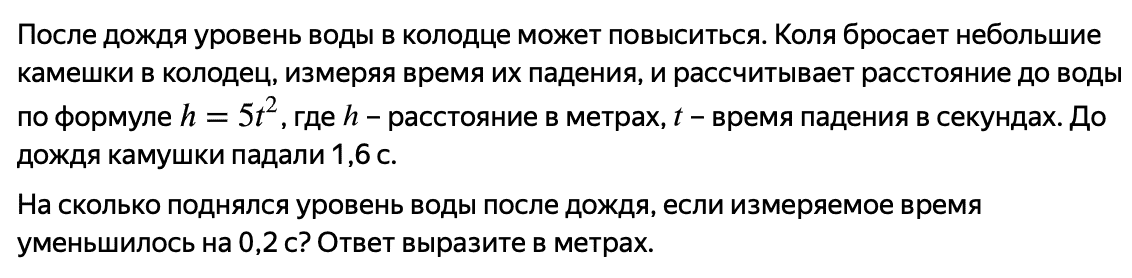 После дождя уровень воды в колодце может повыситься. Коля бросает небольшие
камешки в колодец, измеряя время их падения, и рассчитывает расстояние до воды
по формуле h = 5t², где h – расстояние в метрах, t – время падения в секундах. До
дождя камушки падали 1,6 с.
На сколько поднялся уровень воды после дождя, если измеряемое время
уменьшилось на 0,2 с? Ответ выразите в метрах.